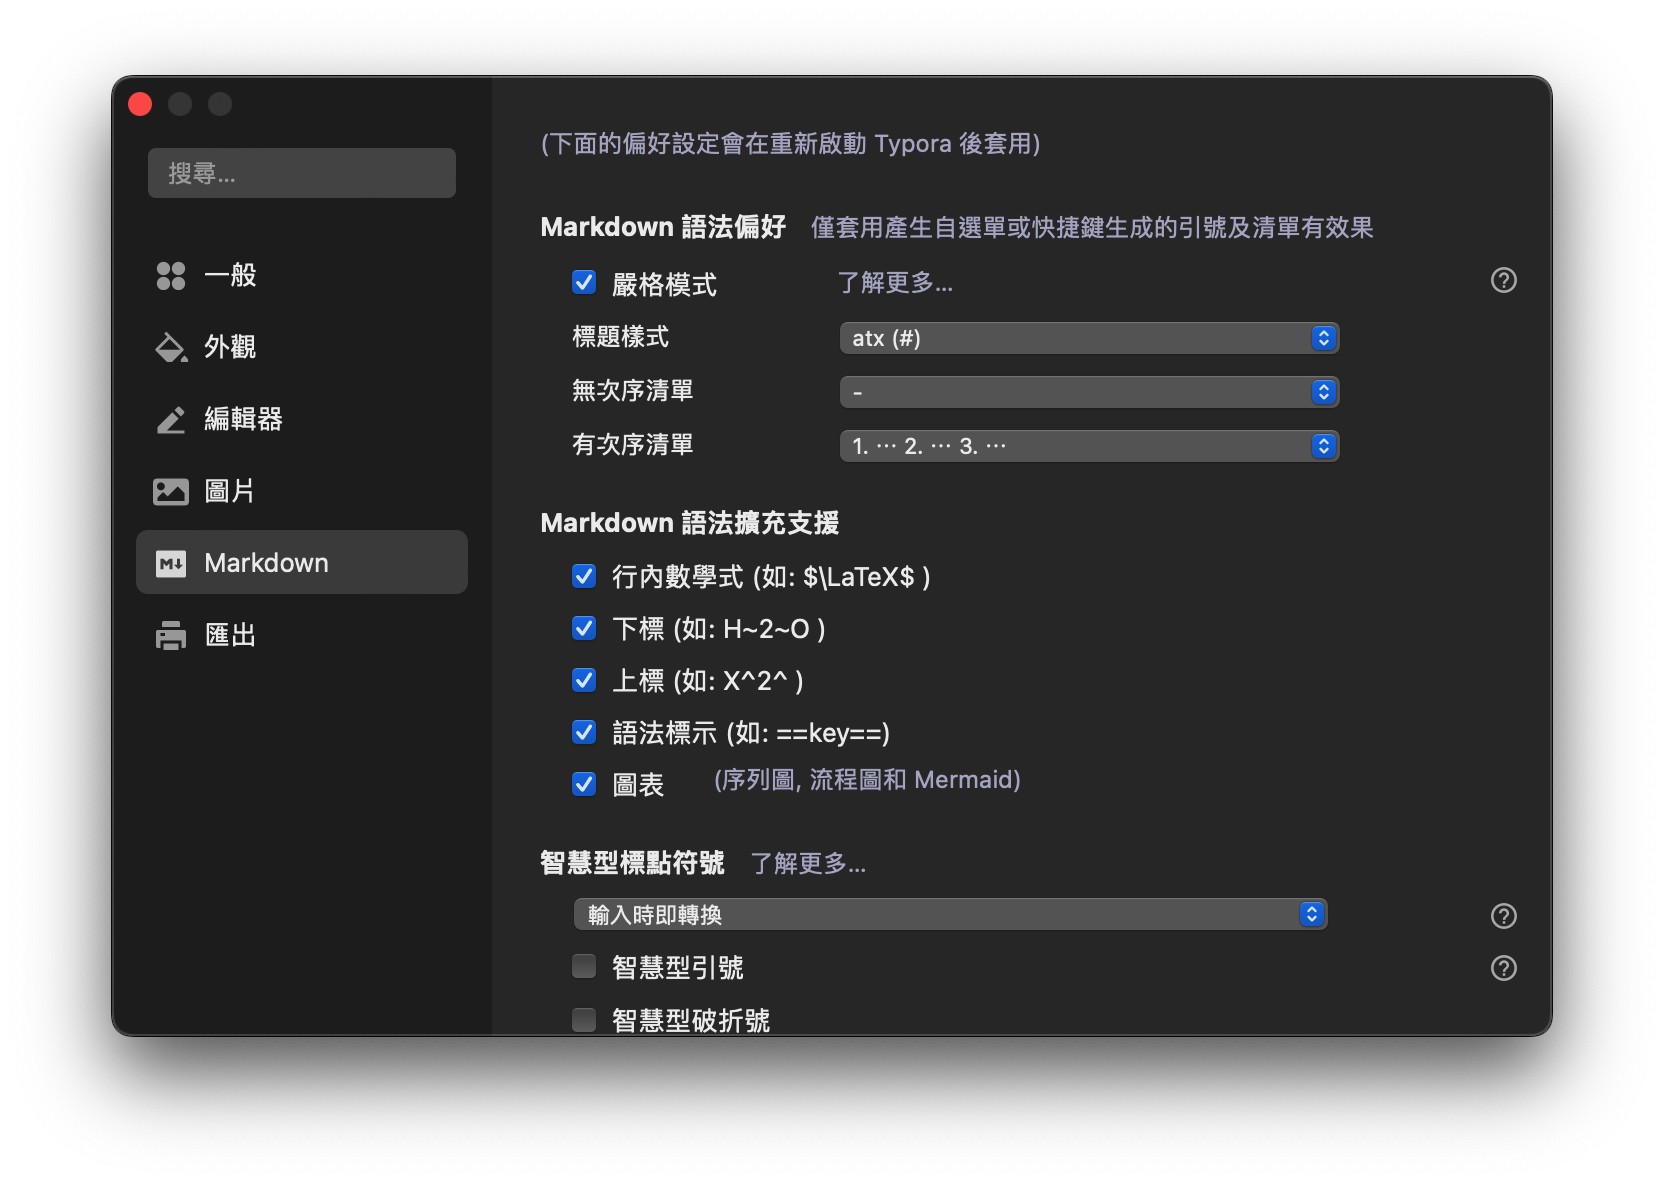 搜尋...
一般
外觀
編輯器
圖片
Markdown
匯出
(下面的偏好設定會在重新啟動 Typora 後套用)
Markdown 語法偏好 僅套用產生自選單或快捷鍵生成的引號及清單有效果
嚴格模式 了解更多...
標題樣式 atx (#)
無次序清單 -
有次序清單 1. ··· 2. ··· 3. ···
Markdown 語法擴充支援
行內數學式 (如: $\LaTeX$ )
下標 (如: H~2~O )
上標 (如: X^2^ )
語法標示 (如: ==key==)
圖表 (序列圖, 流程圖和 Mermaid)
智慧型標點符號 了解更多...
輸入時即轉換
智慧型引號
智慧型破折號